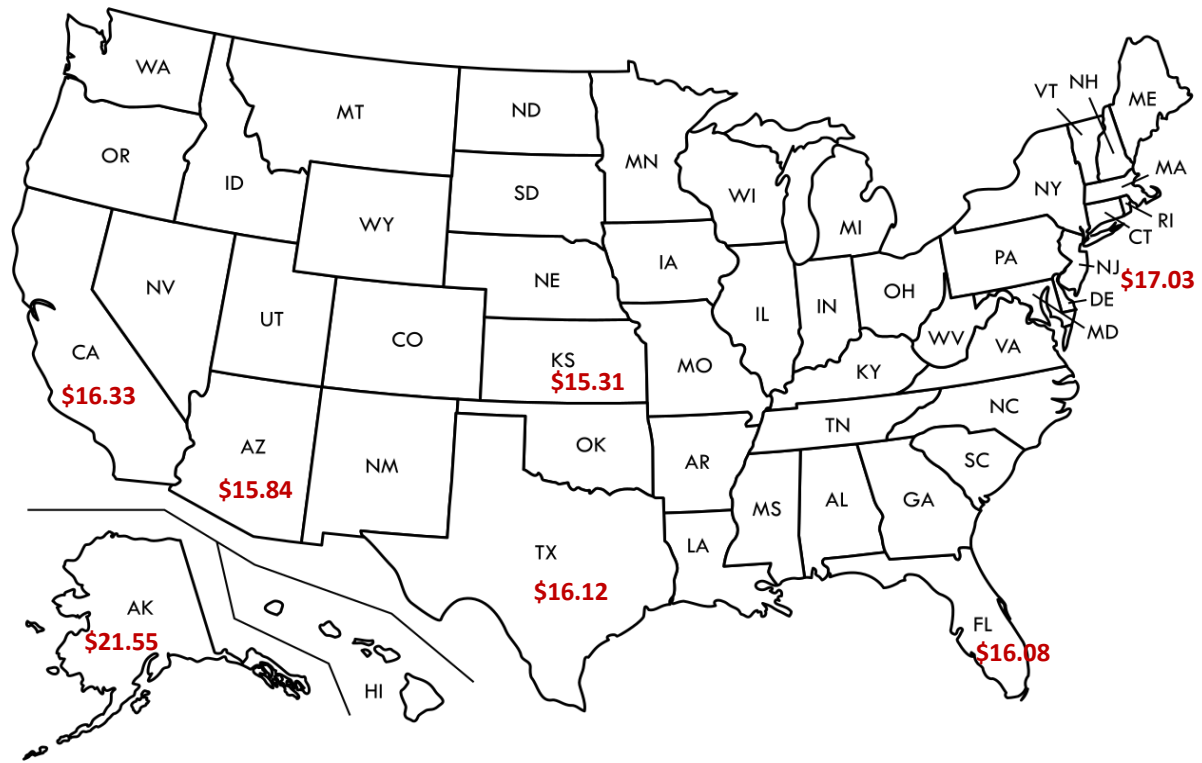 WA
MT
ND
MN
VT
NH
ME
OR
ID
SD
WI
MI
NY
MA
WY
RI
CT
IA
PA
NJ
$17.03
NV
UT
NE
IL
IN
OH
DE
MD
CO
KS
$15.31
MO
WV
VA
KY
CA
$16.33
NC
TN
AZ
$15.84
NM
OK
AR
SC
MS
AL
GA
TX
$16.12
LA
AK
$21.55
FL
$16.08
HI